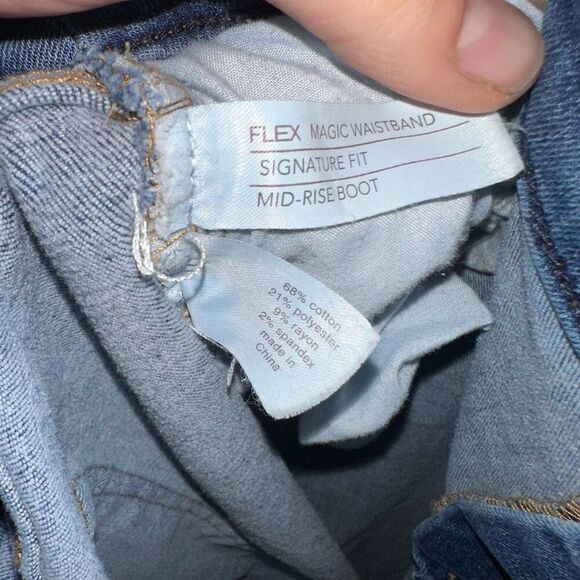 FLEX MAGIC WAISTBAND
SIGNATURE FIT
MID-RISE BOOT
68% cotton
21% polyester
9% rayon
2% spandex
made in
China